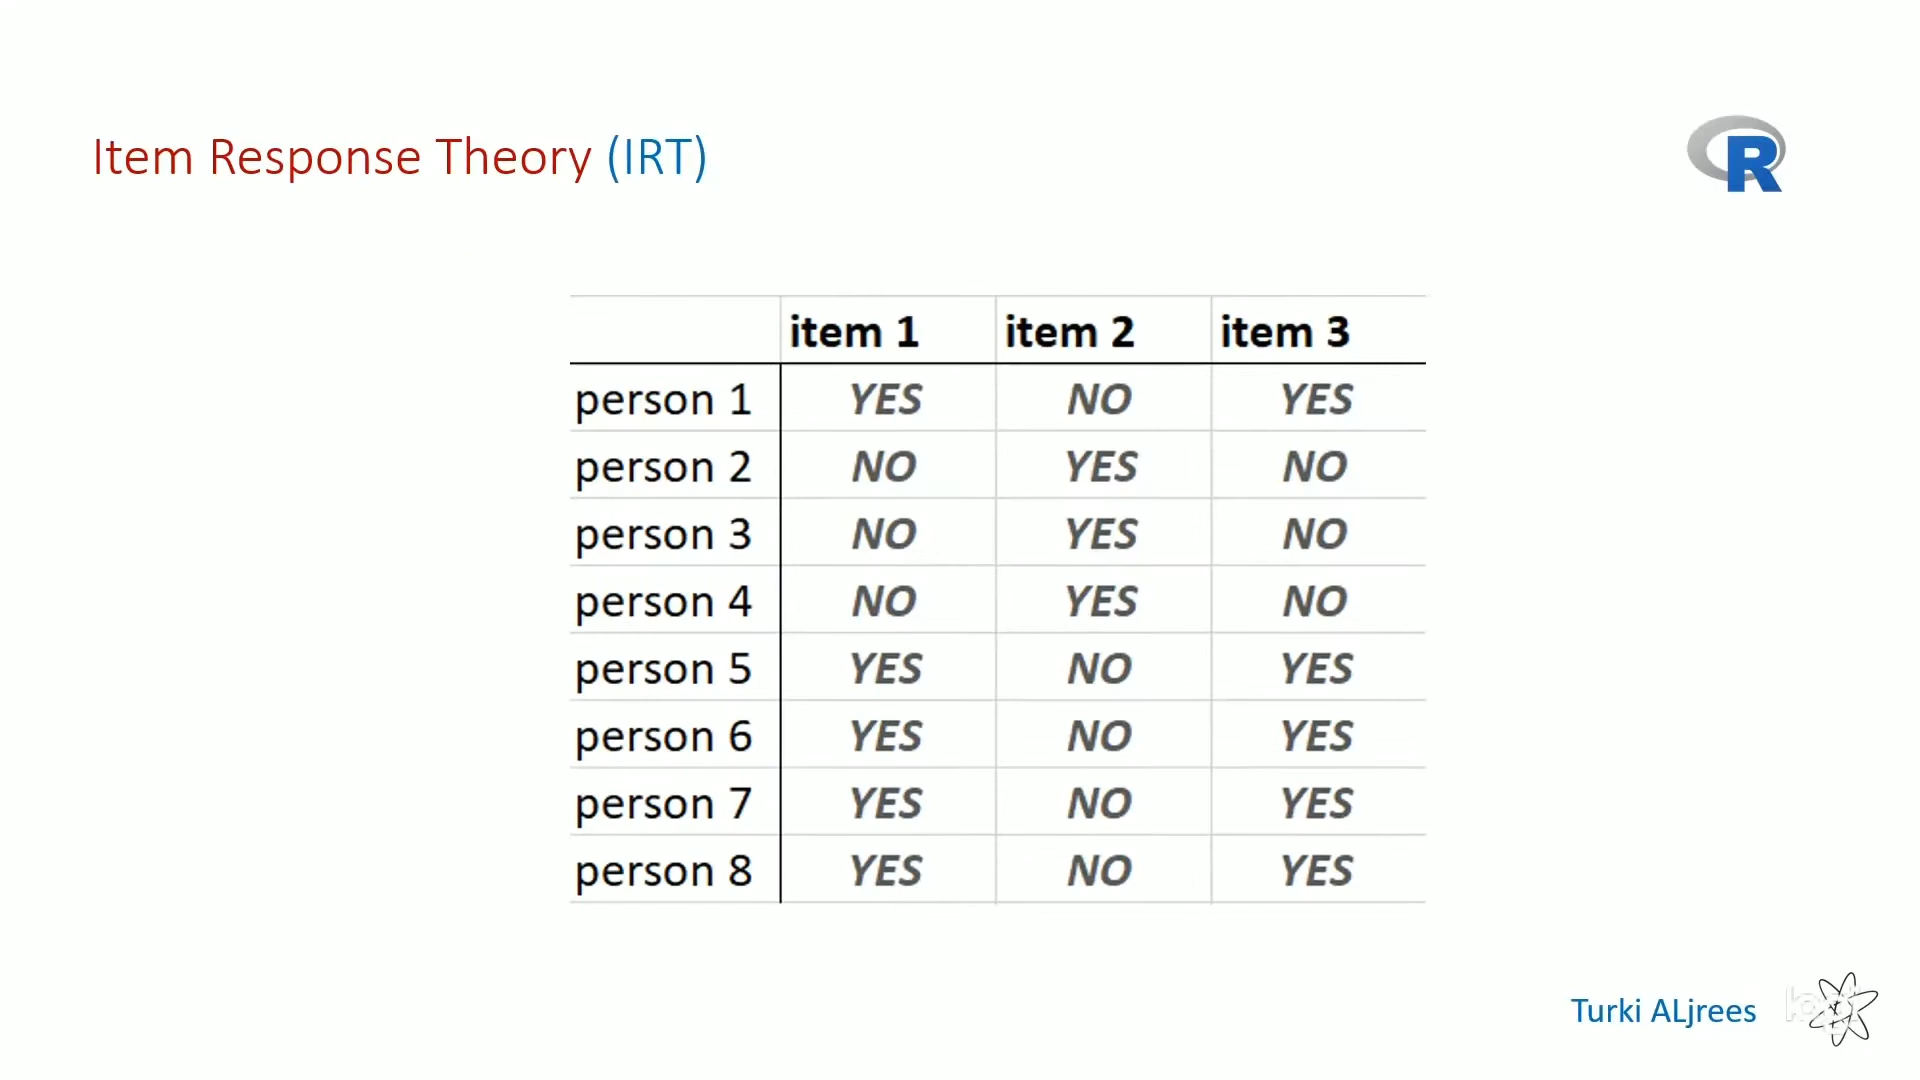 Item Response Theory (IRT)
R
item 1 item 2 item 3
person 1 YES NO YES
person 2 NO YES NO
person 3 NO YES NO
person 4 NO YES NO
person 5 YES NO YES
person 6 YES NO YES
person 7 YES NO YES
person 8 YES NO YES
Turki ALjrees